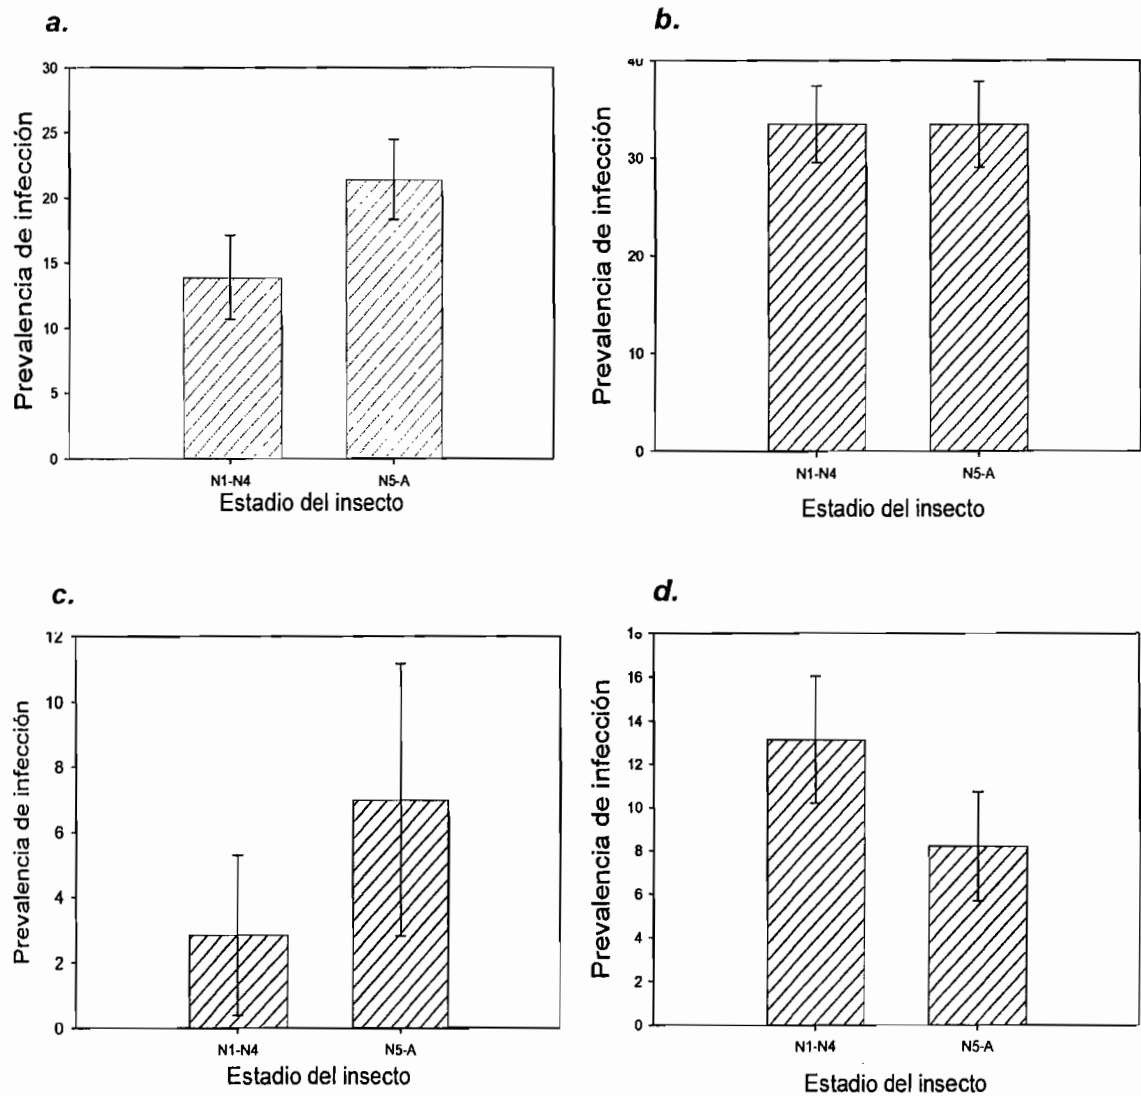 a.
30
25
20
15
10
5
0
Prevalencia de infección
N1-N4 N5-A
Estadio del insecto
b.
40
30
20
10
0
Prevalencia de infección
N1-N4 N5-A
Estadio del insecto
c.
12
10
8
6
4
2
0
Prevalencia de infección
N1-N4 N5-A
Estadio del insecto
d.
18
16
14
12
10
8
6
4
2
0
Prevalencia de infección
N1-N4 N5-A
Estadio del insecto